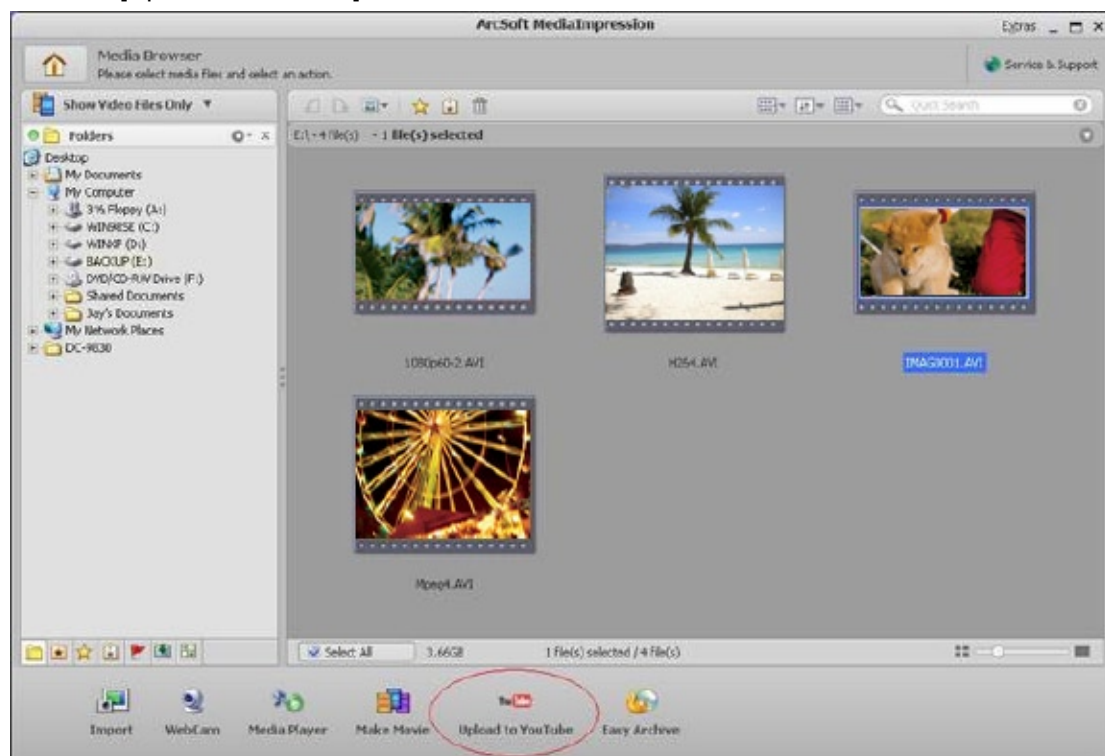 ArcSoft MediaImpression
Extras
Media Browser
Please select media files and select an action.
Service & Support
Show Video Files Only
Quick Search
Folders
E:\ - 4 file(s) - 1 file(s) selected
Desktop
My Documents
My Computer
3½ Floppy (A:)
(C:)
WINXP (D:)
BACKUP (E:)
DVD/CD-RW Drive (F:)
Shared Documents
Jay's Documents
My Network Places
DC-9830
1080p60-2.AVI
H264.AVI
IMAG0001.AVI
Mpeg4.AVI
Select All
3.66GB
1 File(s) selected / 4 File(s)
Import
WebCam
Media Player
Make Movie
Upload to YouTube
Easy Archive